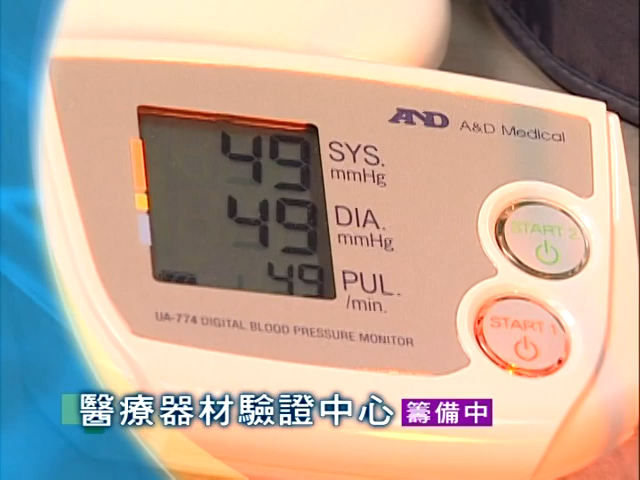 AND A&D Medical
49 SYS. mmHg
49 DIA. mmHg
49 PUL. /min.
START 2
START 1
UA-774 DIGITAL BLOOD PRESSURE MONITOR
醫療器材驗證中心 籌備中